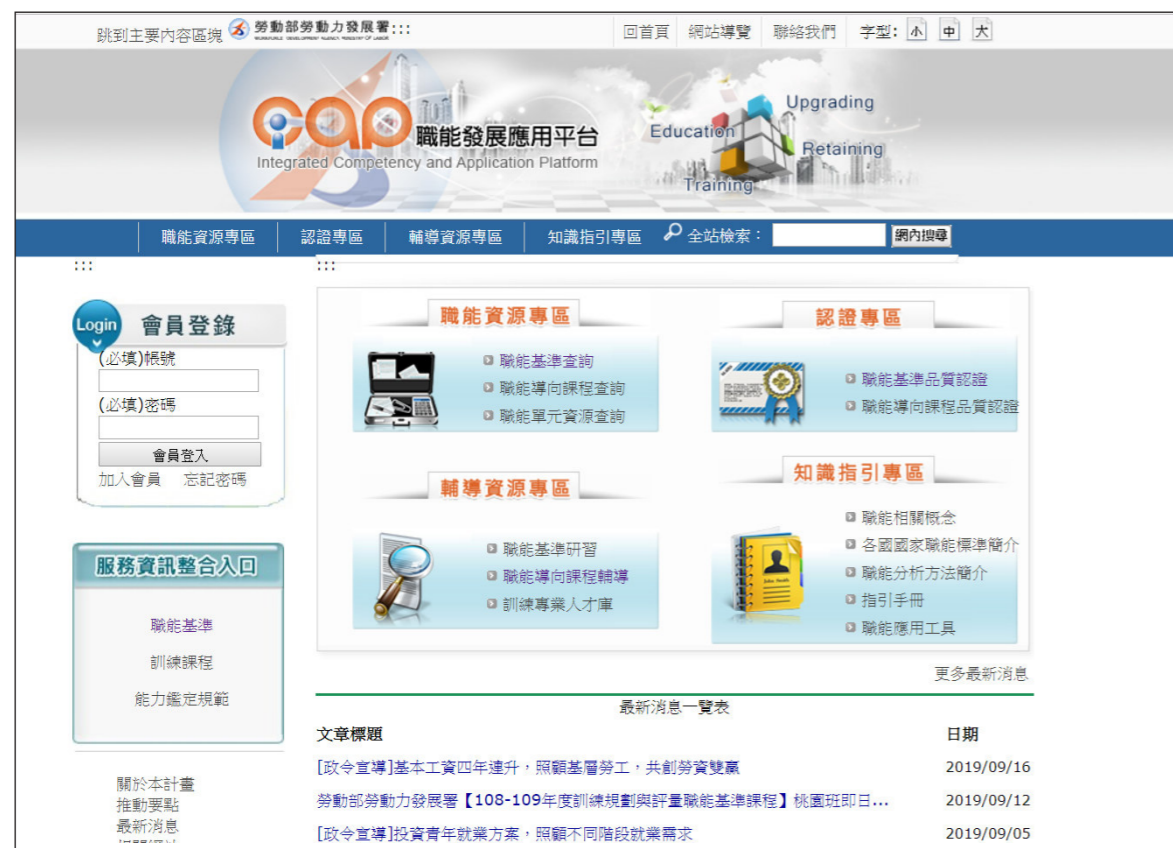 跳到主要內容區塊 勞動部勞動力發展署:::
回首頁 網站導覽 聯絡我們 字型: 小 中 大
cap 職能發展應用平台
Integrated Competency and Application Platform
Education
Upgrading
Retaining
Training
職能資源專區 認證專區 輔導資源專區 知識指引專區 全站檢索： 網內搜尋
:::
:::
Login 會員登錄
(必填)帳號
(必填)密碼
會員登入
加入會員 忘記密碼
服務資訊整合入口
職能基準
訓練課程
能力鑑定規範
關於本計畫
推動要點
最新消息
職能資源專區
職能基準查詢
職能導向課程查詢
職能單元資源查詢
認證專區
職能基準品質認證
職能導向課程品質認證
輔導資源專區
職能基準研習
職能導向課程輔導
訓練專業人才庫
知識指引專區
職能相關概念
各國國家職能標準簡介
職能分析方法簡介
指引手冊
職能應用工具
更多最新消息
最新消息一覽表
文章標題 日期
[政令宣導]基本工資四年連升，照顧基層勞工，共創勞資雙贏 2019/09/16
勞動部勞動力發展署【108-109年度訓練規劃與評量職能基準課程】桃園班即日... 2019/09/12
[政令宣導]投資青年就業方案，照顧不同階段就業需求 2019/09/05